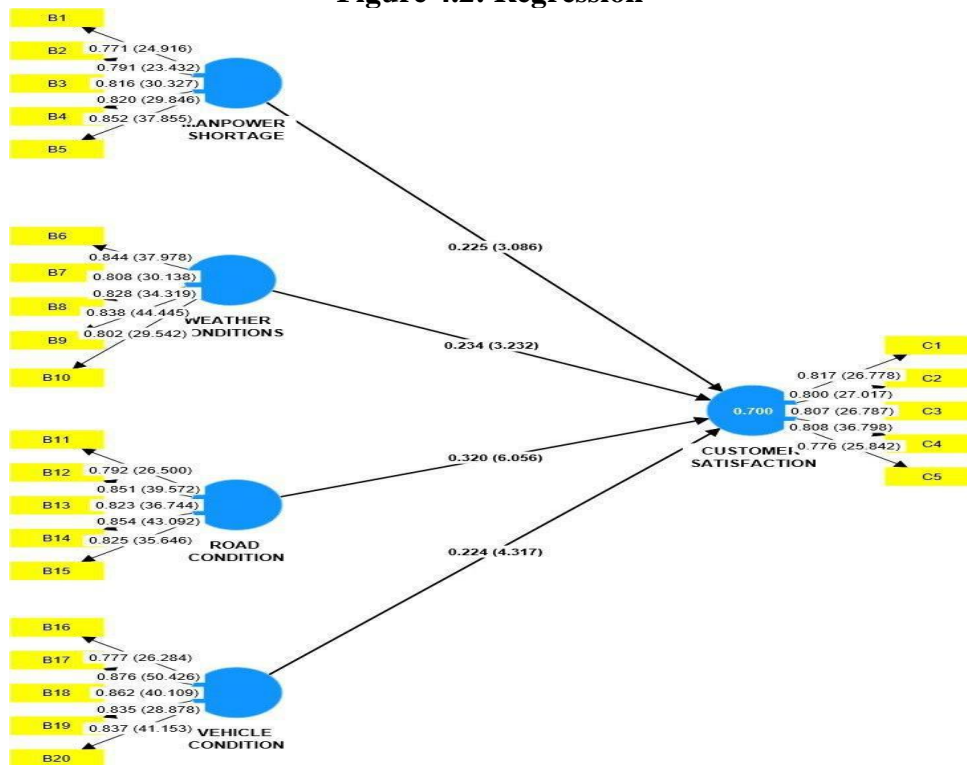 Figure 4.2: Regression
B1
0.771 (24.916)
B2
0.791 (23.432)
B3
0.816 (30.327)
0.820 (29.846)
B4
0.852 (37.855)
...ANPOWER
SHORTAGE
B5
0.225 (3.086)
B6
0.844 (37.978)
B7
0.808 (30.138)
0.828 (34.319)
B8
0.838 (44.445)
WEATHER
0.802 (29.542)
ONDITIONS
B9
B10
0.234 (3.232)
C1
0.817 (26.778)
C2
0.800 (27.017)
0.700
0.807 (26.787)
C3
0.808 (36.798)
C4
0.776 (25.842)
CUSTOMER
SATISFACTION
C5
B11
0.792 (26.500)
B12
0.851 (39.572)
B13
0.823 (36.744)
0.854 (43.092)
B14
0.825 (35.646)
ROAD
CONDITION
B15
0.320 (6.056)
0.224 (4.317)
B16
0.777 (26.284)
B17
0.876 (50.426)
B18
0.862 (40.109)
0.835 (28.878)
B19
0.837 (41.153)
VEHICLE
CONDITION
B20